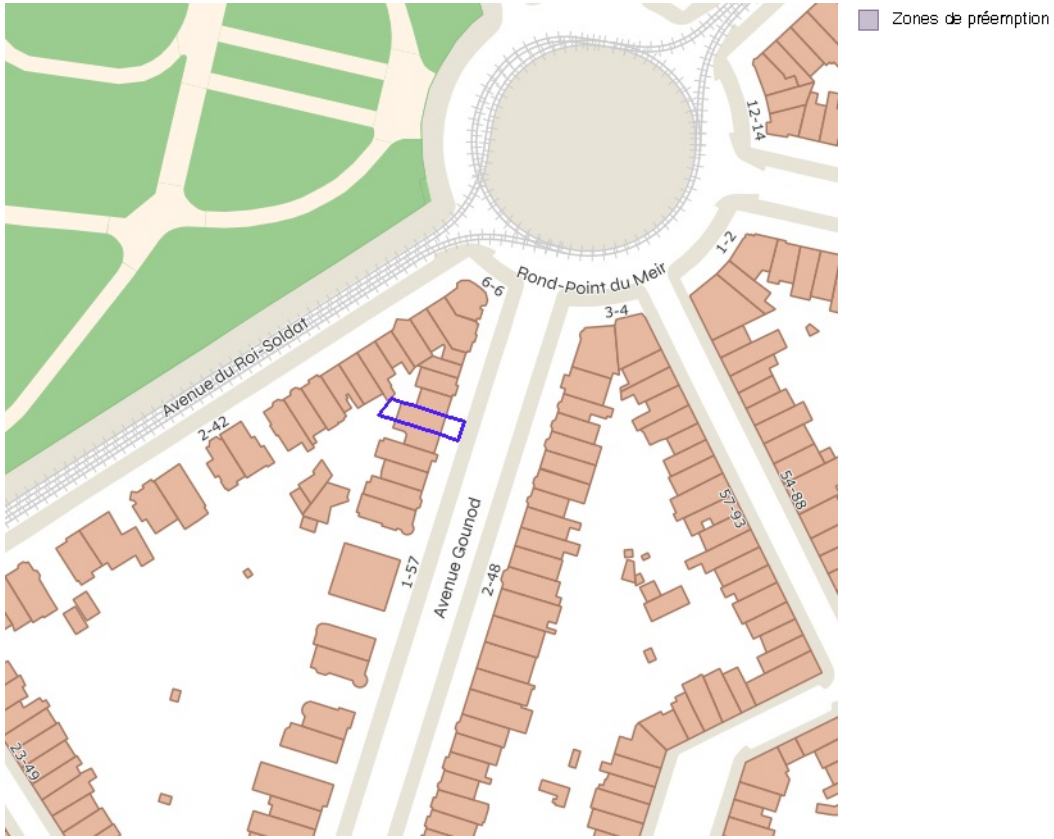 Zones de préemption
12-14
1-2
Rond-Point du Meir
6-6
3-4
Avenue du Roi-Soldat
2-42
54-88
57-93
Avenue Gounod
1-57
2-48
23-49